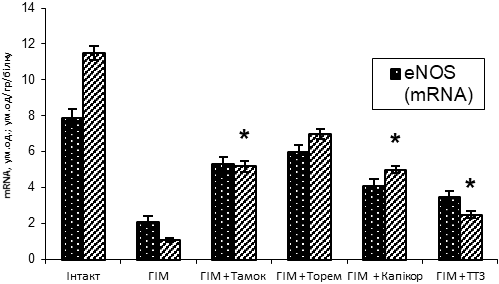 mRNA, ум.од.; ум.од/гр/білку
14
12
10
8
6
4
2
0
eNOS
(mRNA)
*
*
*
Інтакт ГІМ ГІМ+Тамок ГІМ+Торем ГІМ +Капікор ГІМ+ТТЗ